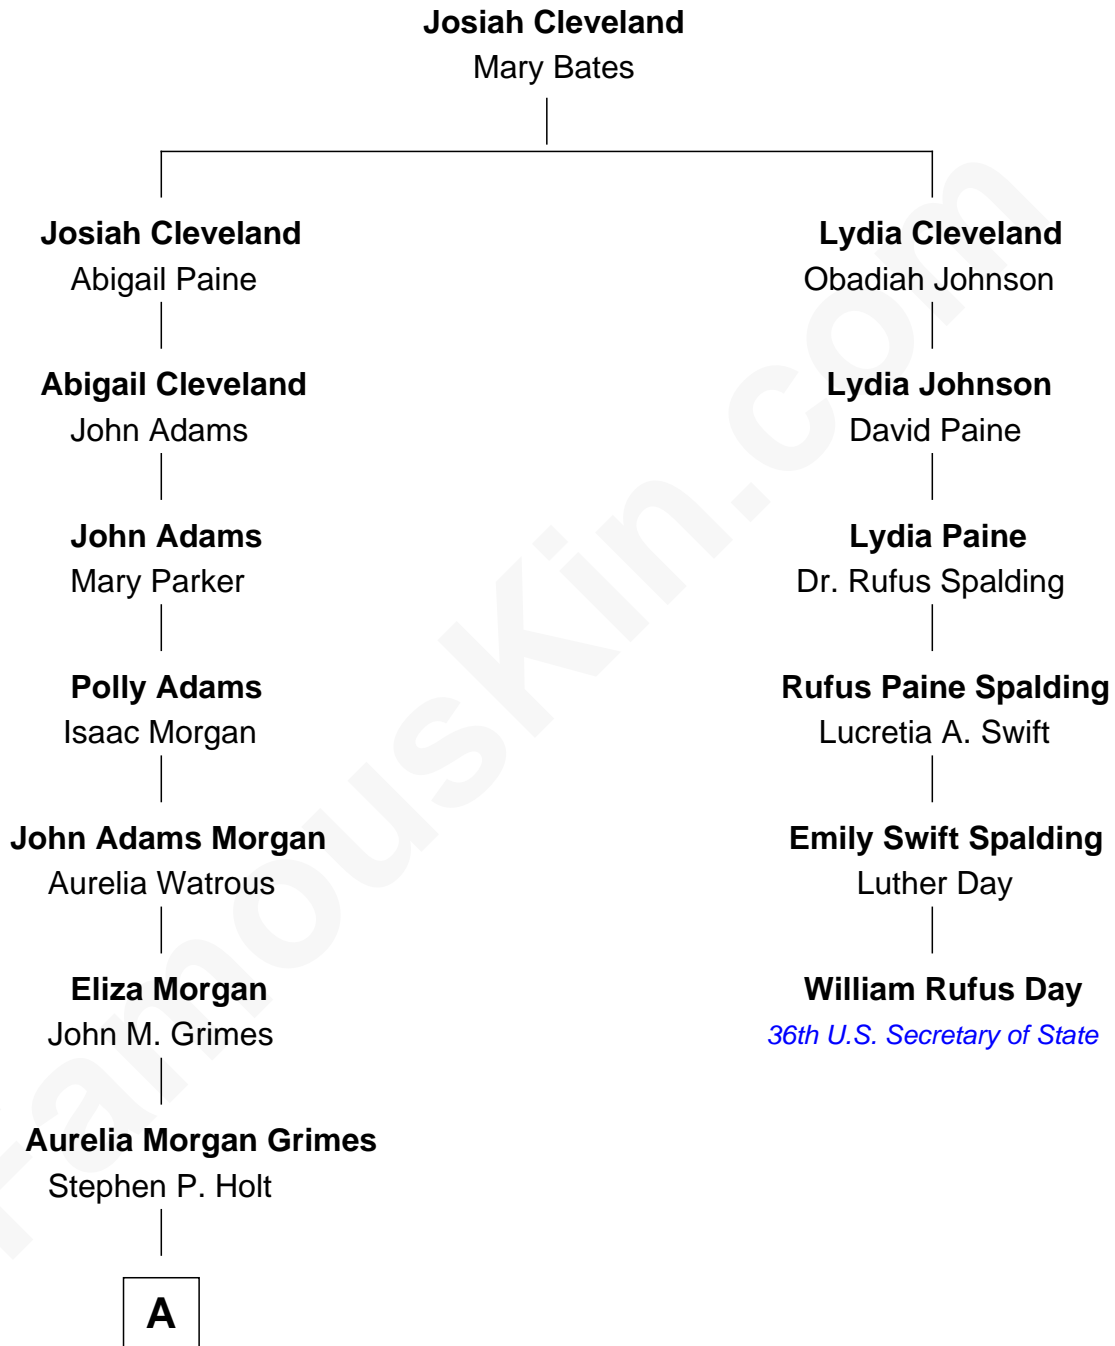 Josiah Cleveland
Mary Bates
Josiah Cleveland
Abigail Paine
Lydia Cleveland
Obadiah Johnson
Abigail Cleveland
John Adams
Lydia Johnson
David Paine
John Adams
Mary Parker
Lydia Paine
Dr. Rufus Spalding
Polly Adams
Isaac Morgan
Rufus Paine Spalding
Lucretia A. Swift
John Adams Morgan
Aurelia Watrous
Emily Swift Spalding
Luther Day
Eliza Morgan
John M. Grimes
William Rufus Day
36th U.S. Secretary of State
Aurelia Morgan Grimes
Stephen P. Holt
A
FamousKin.com